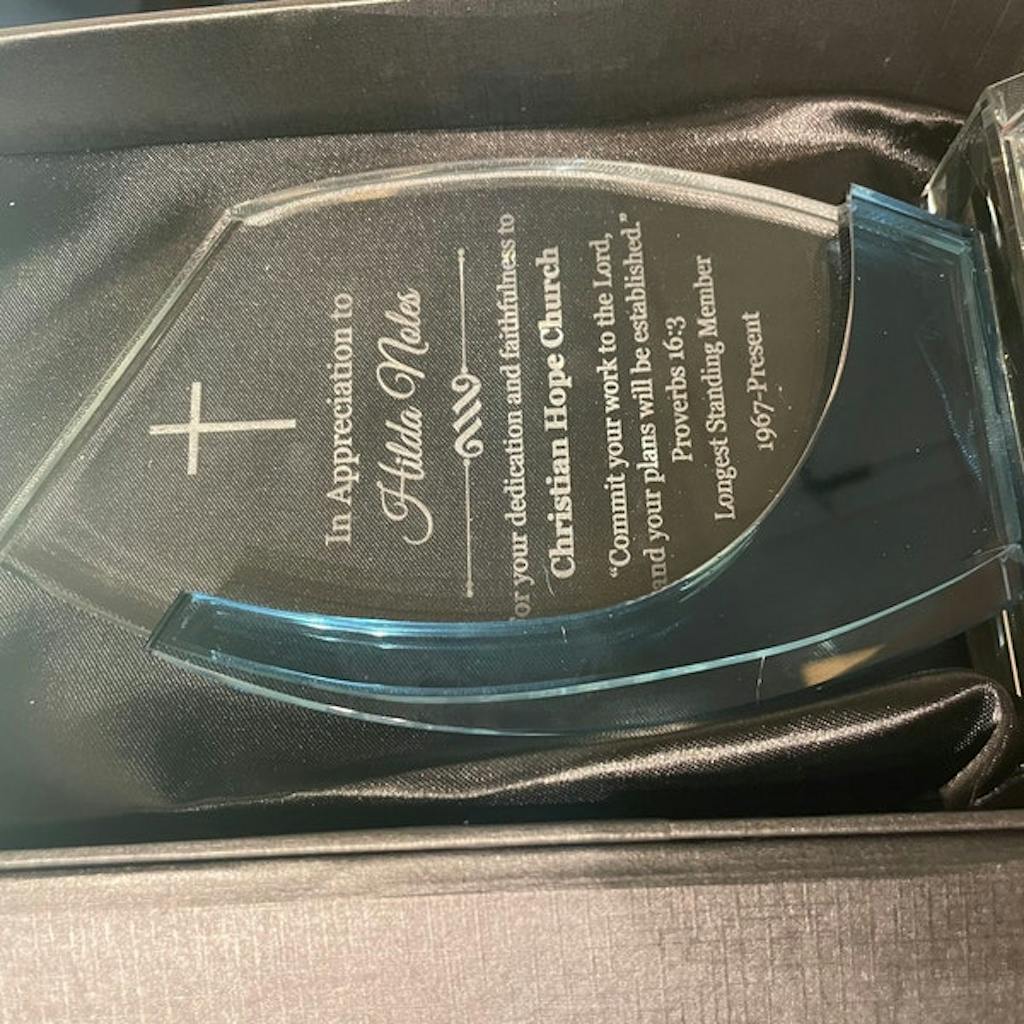 In Appreciation to
Hilda Noles
or your dedication and faithfulness to
Christian Hope Church
“Commit your work to the Lord,
and your plans will be established.”
Proverbs 16:3
Longest Standing Member
1967-Present